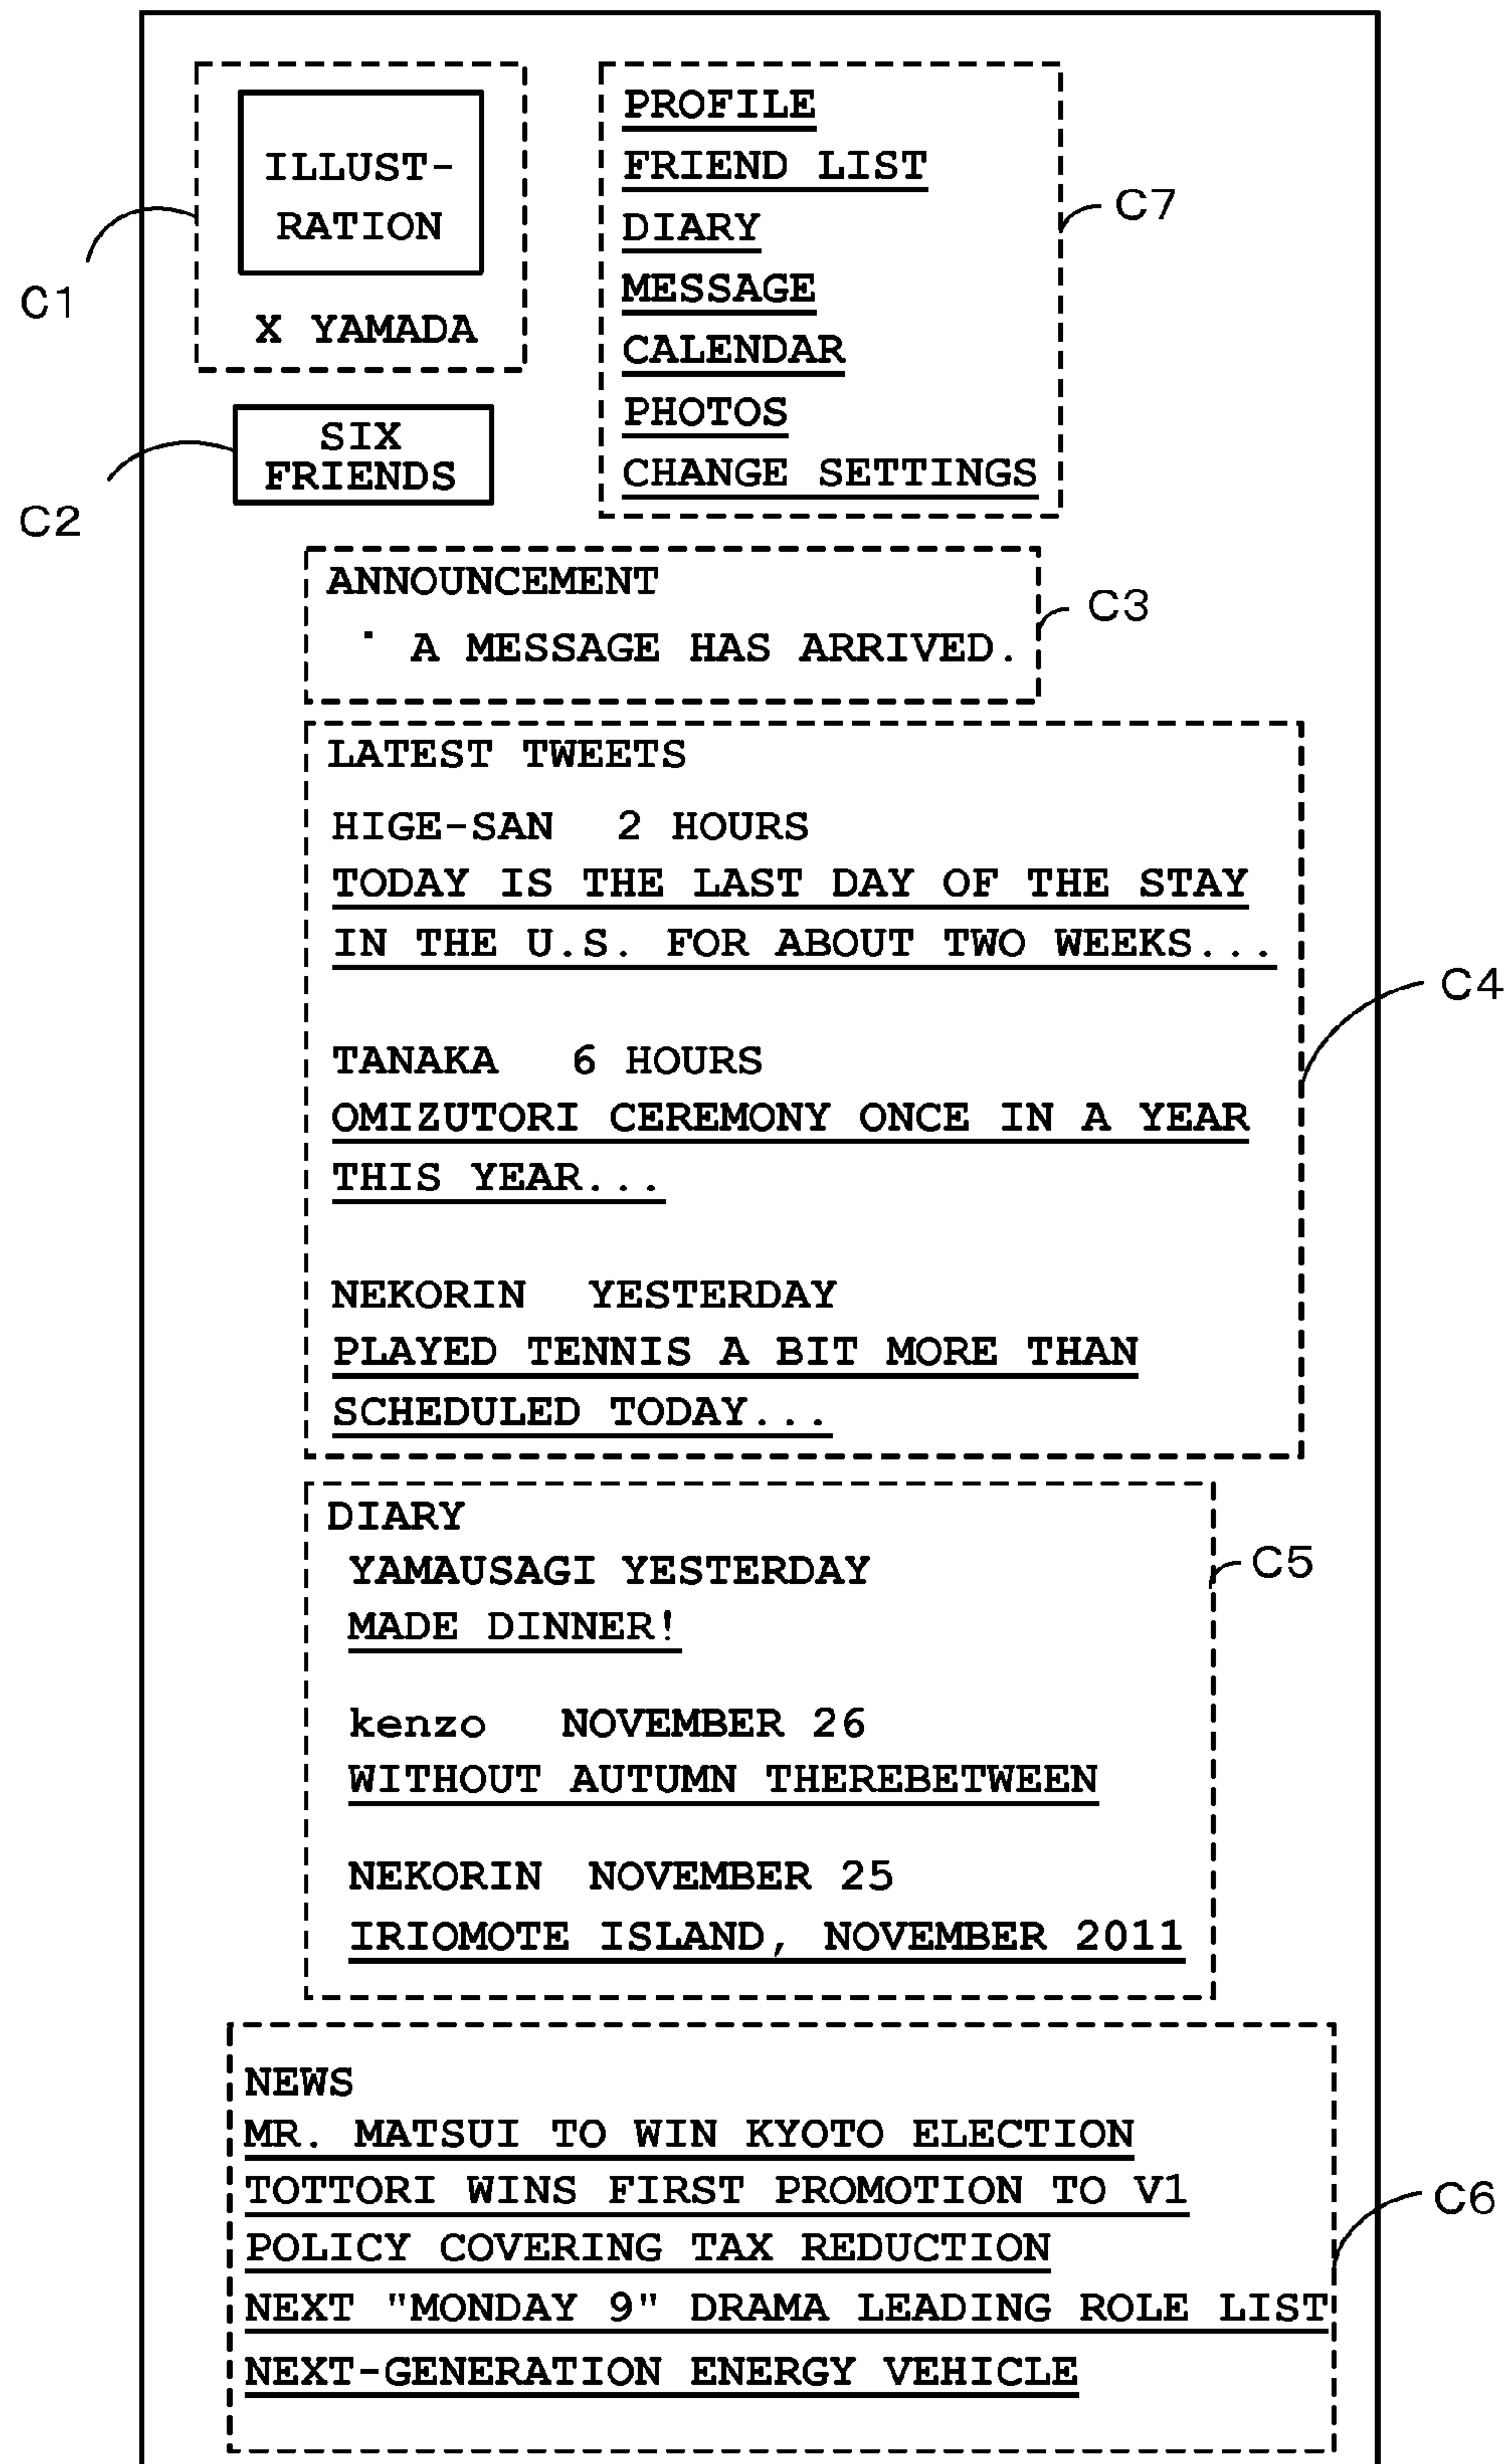 ILLUST-
RATION
X YAMADA
C1
SIX
FRIENDS
C2
PROFILE
FRIEND LIST
DIARY
MESSAGE
CALENDAR
PHOTOS
CHANGE SETTINGS
C7
ANNOUNCEMENT
· A MESSAGE HAS ARRIVED.
C3
LATEST TWEETS
HIGE-SAN 2 HOURS
TODAY IS THE LAST DAY OF THE STAY
IN THE U.S. FOR ABOUT TWO WEEKS...
TANAKA 6 HOURS
OMIZUTORI CEREMONY ONCE IN A YEAR
THIS YEAR...
NEKORIN YESTERDAY
PLAYED TENNIS A BIT MORE THAN
SCHEDULED TODAY...
C4
DIARY
YAMAUSAGI YESTERDAY
MADE DINNER!
kenzo NOVEMBER 26
WITHOUT AUTUMN THEREBETWEEN
NEKORIN NOVEMBER 25
IRIOMOTE ISLAND, NOVEMBER 2011
C5
NEWS
MR. MATSUI TO WIN KYOTO ELECTION
TOTTORI WINS FIRST PROMOTION TO V1
POLICY COVERING TAX REDUCTION
NEXT "MONDAY 9" DRAMA LEADING ROLE LIST
NEXT-GENERATION ENERGY VEHICLE
C6